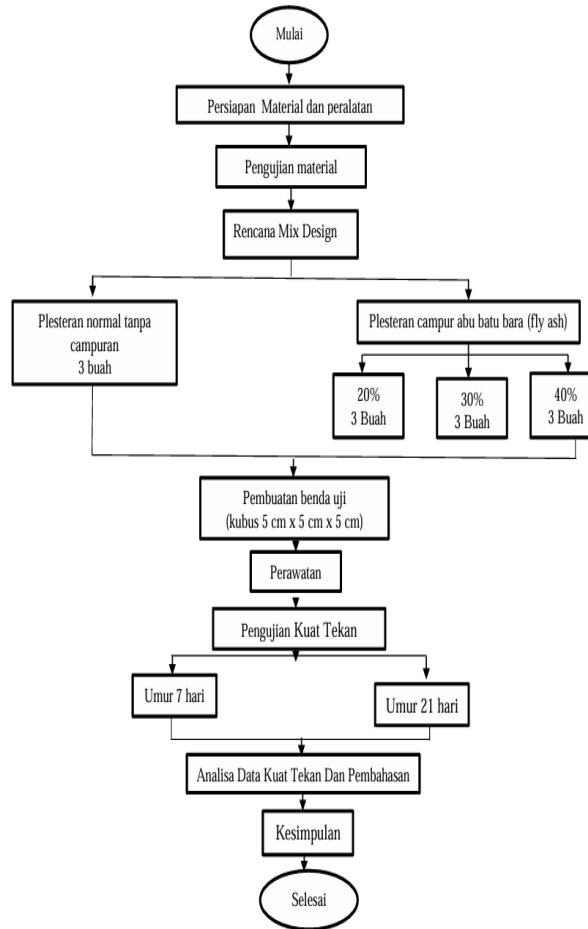 Mulai
Persiapan Material dan peralatan
Pengujian material
Rencana Mix Design
Plesteran normal tanpa
campuran
3 buah
Plesteran campur abu batu bara (fly ash)
20%
3 Buah
30%
3 Buah
40%
3 Buah
Pembuatan benda uji
(kubus 5 cm x 5 cm x 5 cm)
Perawatan
Pengujian Kuat Tekan
Umur 7 hari
Umur 21 hari
Analisa Data Kuat Tekan Dan Pembahasan
Kesimpulan
Selesai